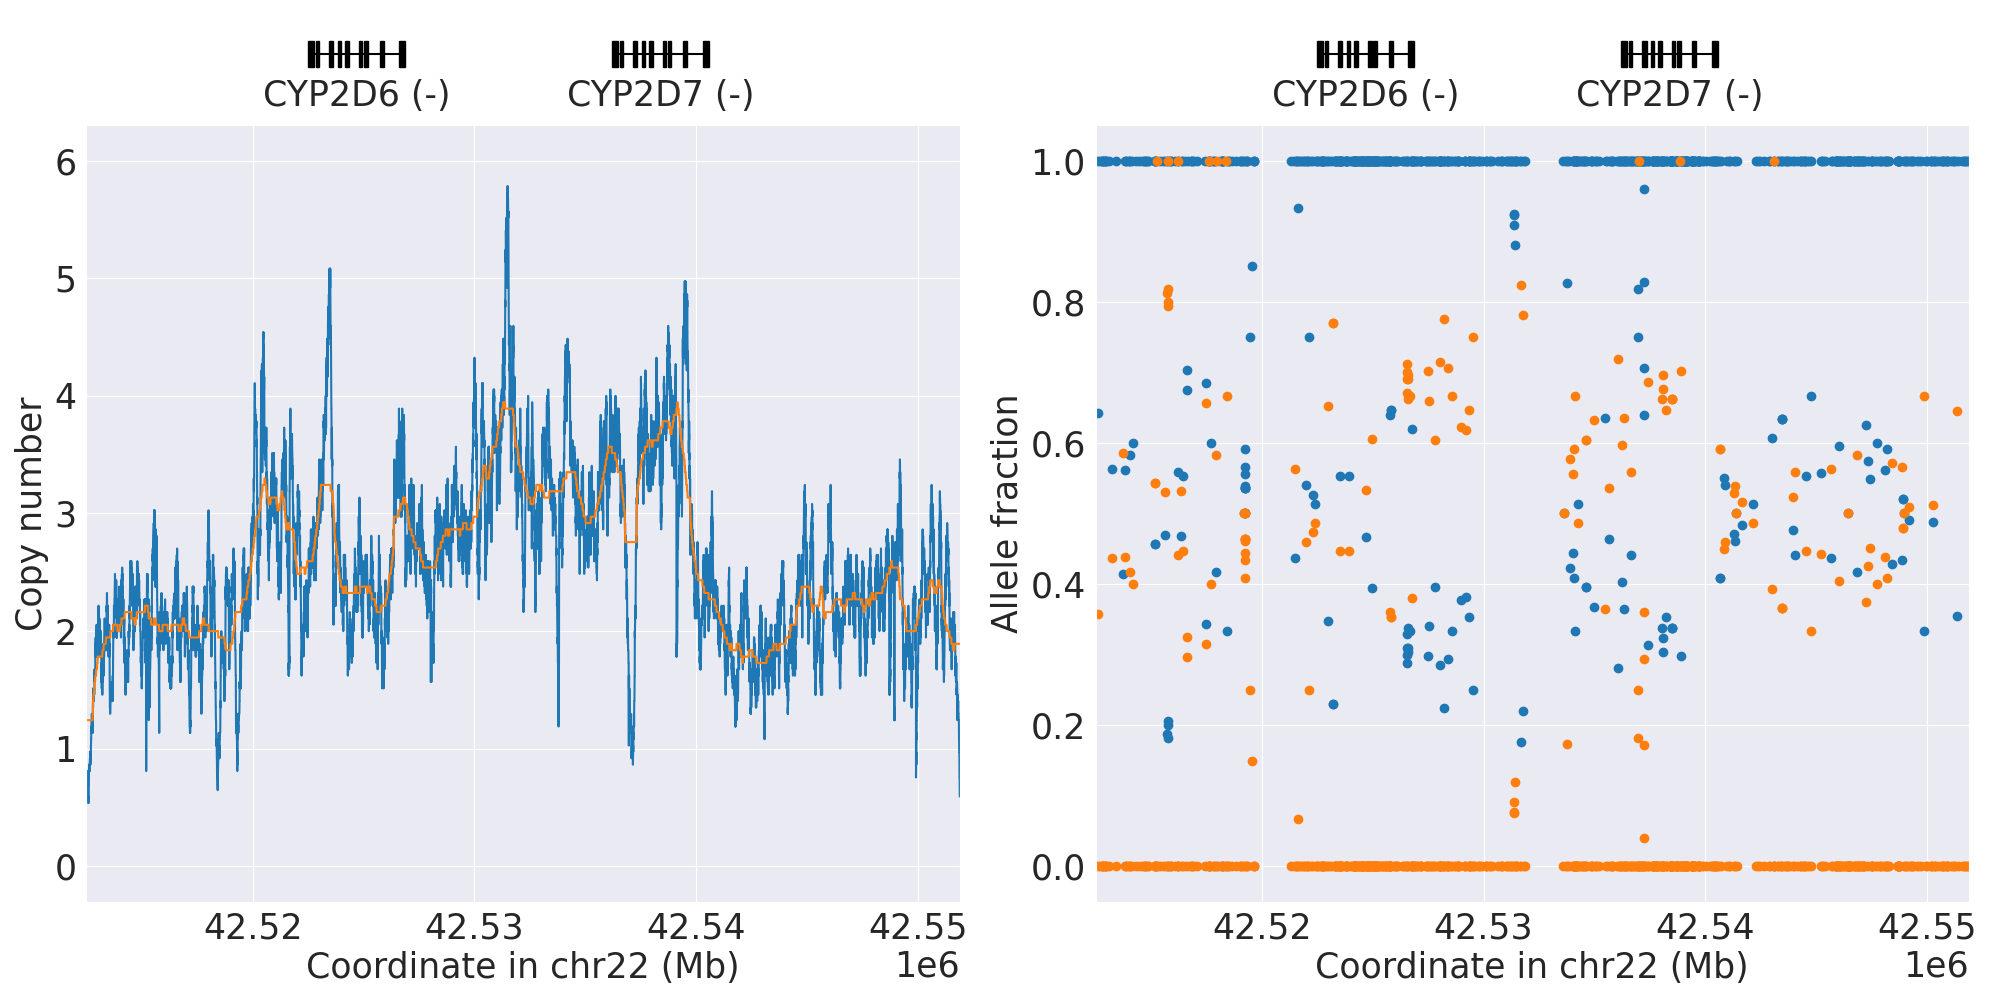 CYP2D6 (-) CYP2D7 (-)
6
5
4
3
2
1
0
Copy number
42.52 42.53 42.54 42.55
1e6
Coordinate in chr22 (Mb)
CYP2D6 (-) CYP2D7 (-)
1.0
0.8
0.6
0.4
0.2
0.0
Allele fraction
42.52 42.53 42.54 42.55
1e6
Coordinate in chr22 (Mb)